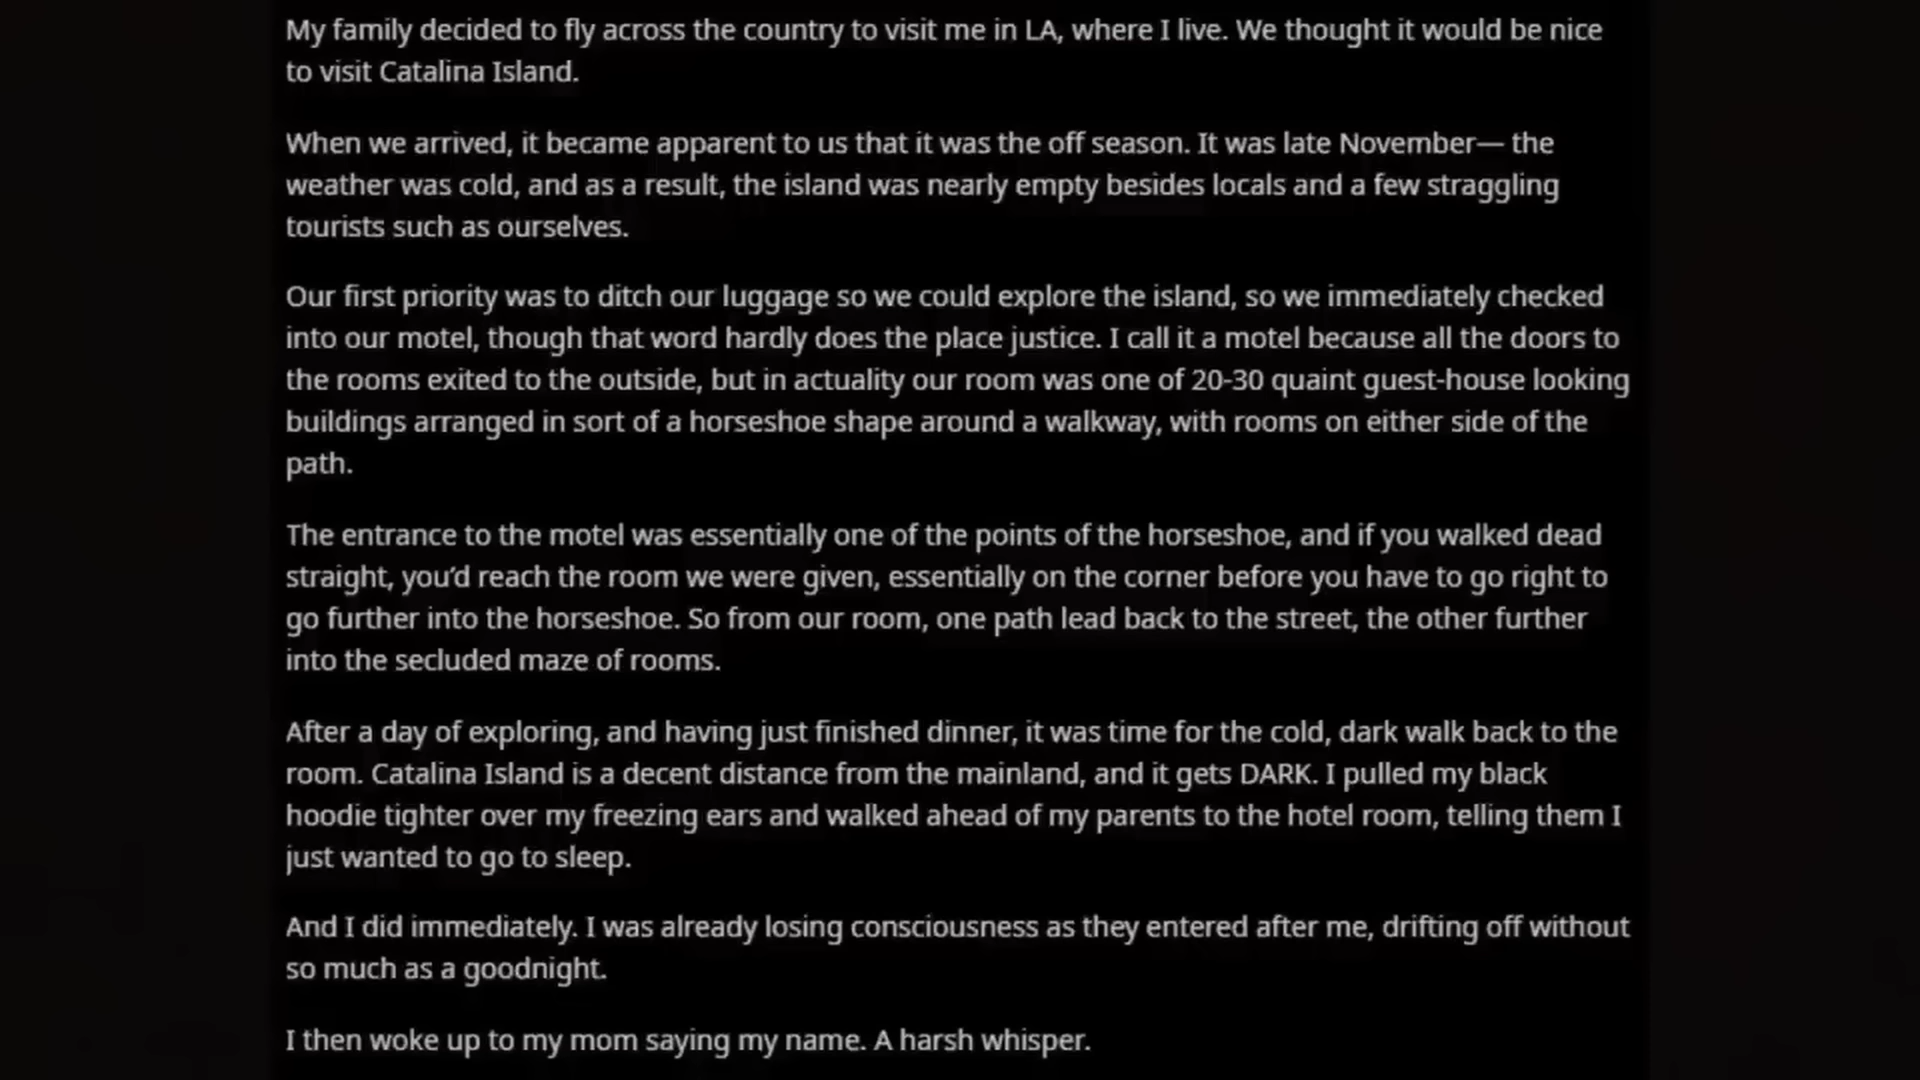 My family decided to fly across the country to visit me in LA, where I live. We thought it would be nice
to visit Catalina Island.
When we arrived, it became apparent to us that it was the off season. It was late November— the
weather was cold, and as a result, the island was nearly empty besides locals and a few straggling
tourists such as ourselves.
Our first priority was to ditch our luggage so we could explore the island, so we immediately checked
into our motel, though that word hardly does the place justice. I call it a motel because all the doors to
the rooms exited to the outside, but in actuality our room was one of 20-30 quaint guest-house looking
buildings arranged in sort of a horseshoe shape around a walkway, with rooms on either side of the
path.
The entrance to the motel was essentially one of the points of the horseshoe, and if you walked dead
straight, you’d reach the room we were given, essentially on the corner before you have to go right to
go further into the horseshoe. So from our room, one path lead back to the street, the other further
into the secluded maze of rooms.
After a day of exploring, and having just finished dinner, it was time for the cold, dark walk back to the
room. Catalina Island is a decent distance from the mainland, and it gets DARK. I pulled my black
hoodie tighter over my freezing ears and walked ahead of my parents to the hotel room, telling them I
just wanted to go to sleep.
And I did immediately. I was already losing consciousness as they entered after me, drifting off without
so much as a goodnight.
I then woke up to my mom saying my name. A harsh whisper.